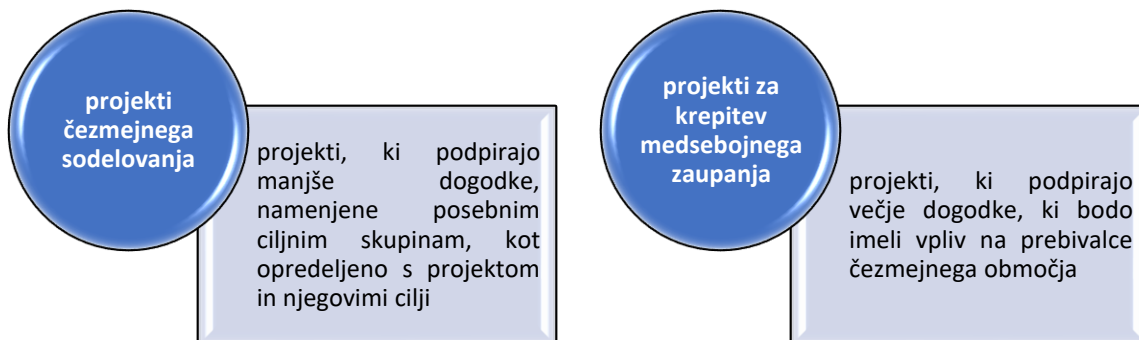 projekti
čezmejnega
sodelovanja
projekti, ki podpirajo
manjše dogodke,
namenjene posebnim
ciljnim skupinam, kot
opredeljeno s projektom
in njegovimi cilji
projekti za
krepitev
medsebojnega
zaupanja
projekti, ki podpirajo
večje dogodke, ki bodo
imeli vpliv na prebivalce
čezmejnega območja